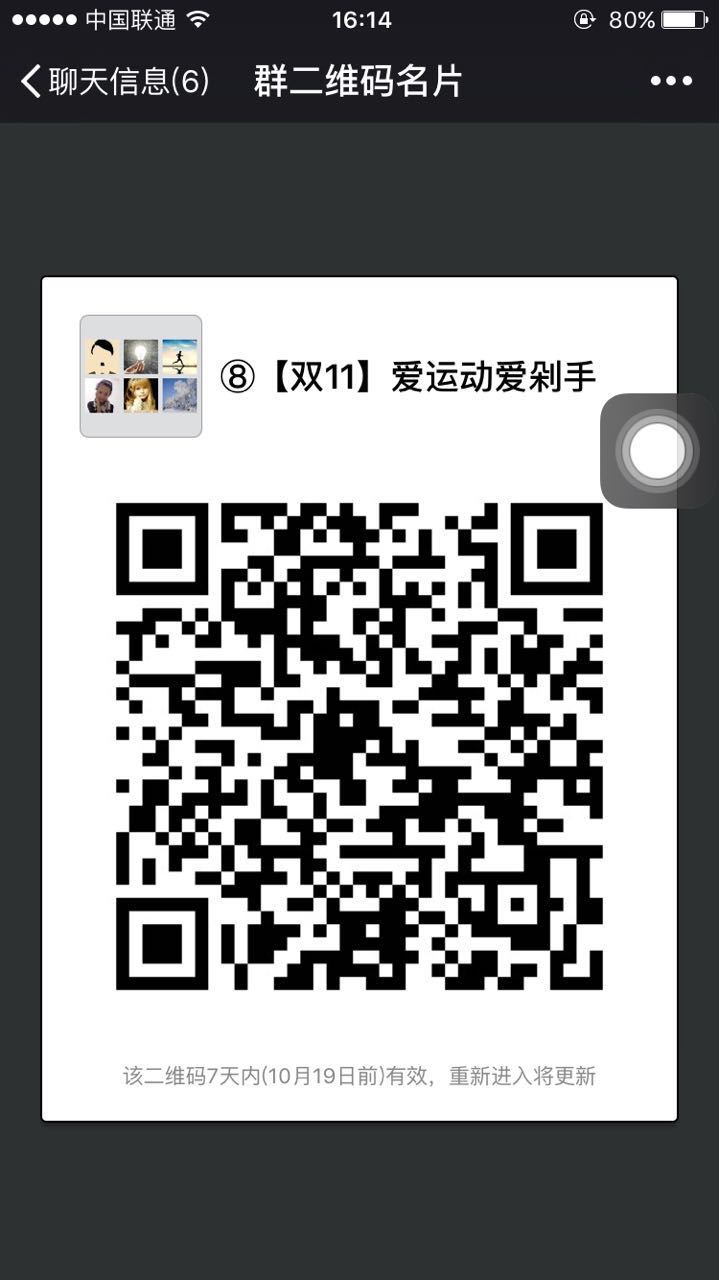 中国联通 16:14 80%
聊天信息(6) 群二维码名片
⑧【双11】爱运动爱剁手
该二维码7天内(10月19日前)有效，重新进入将更新